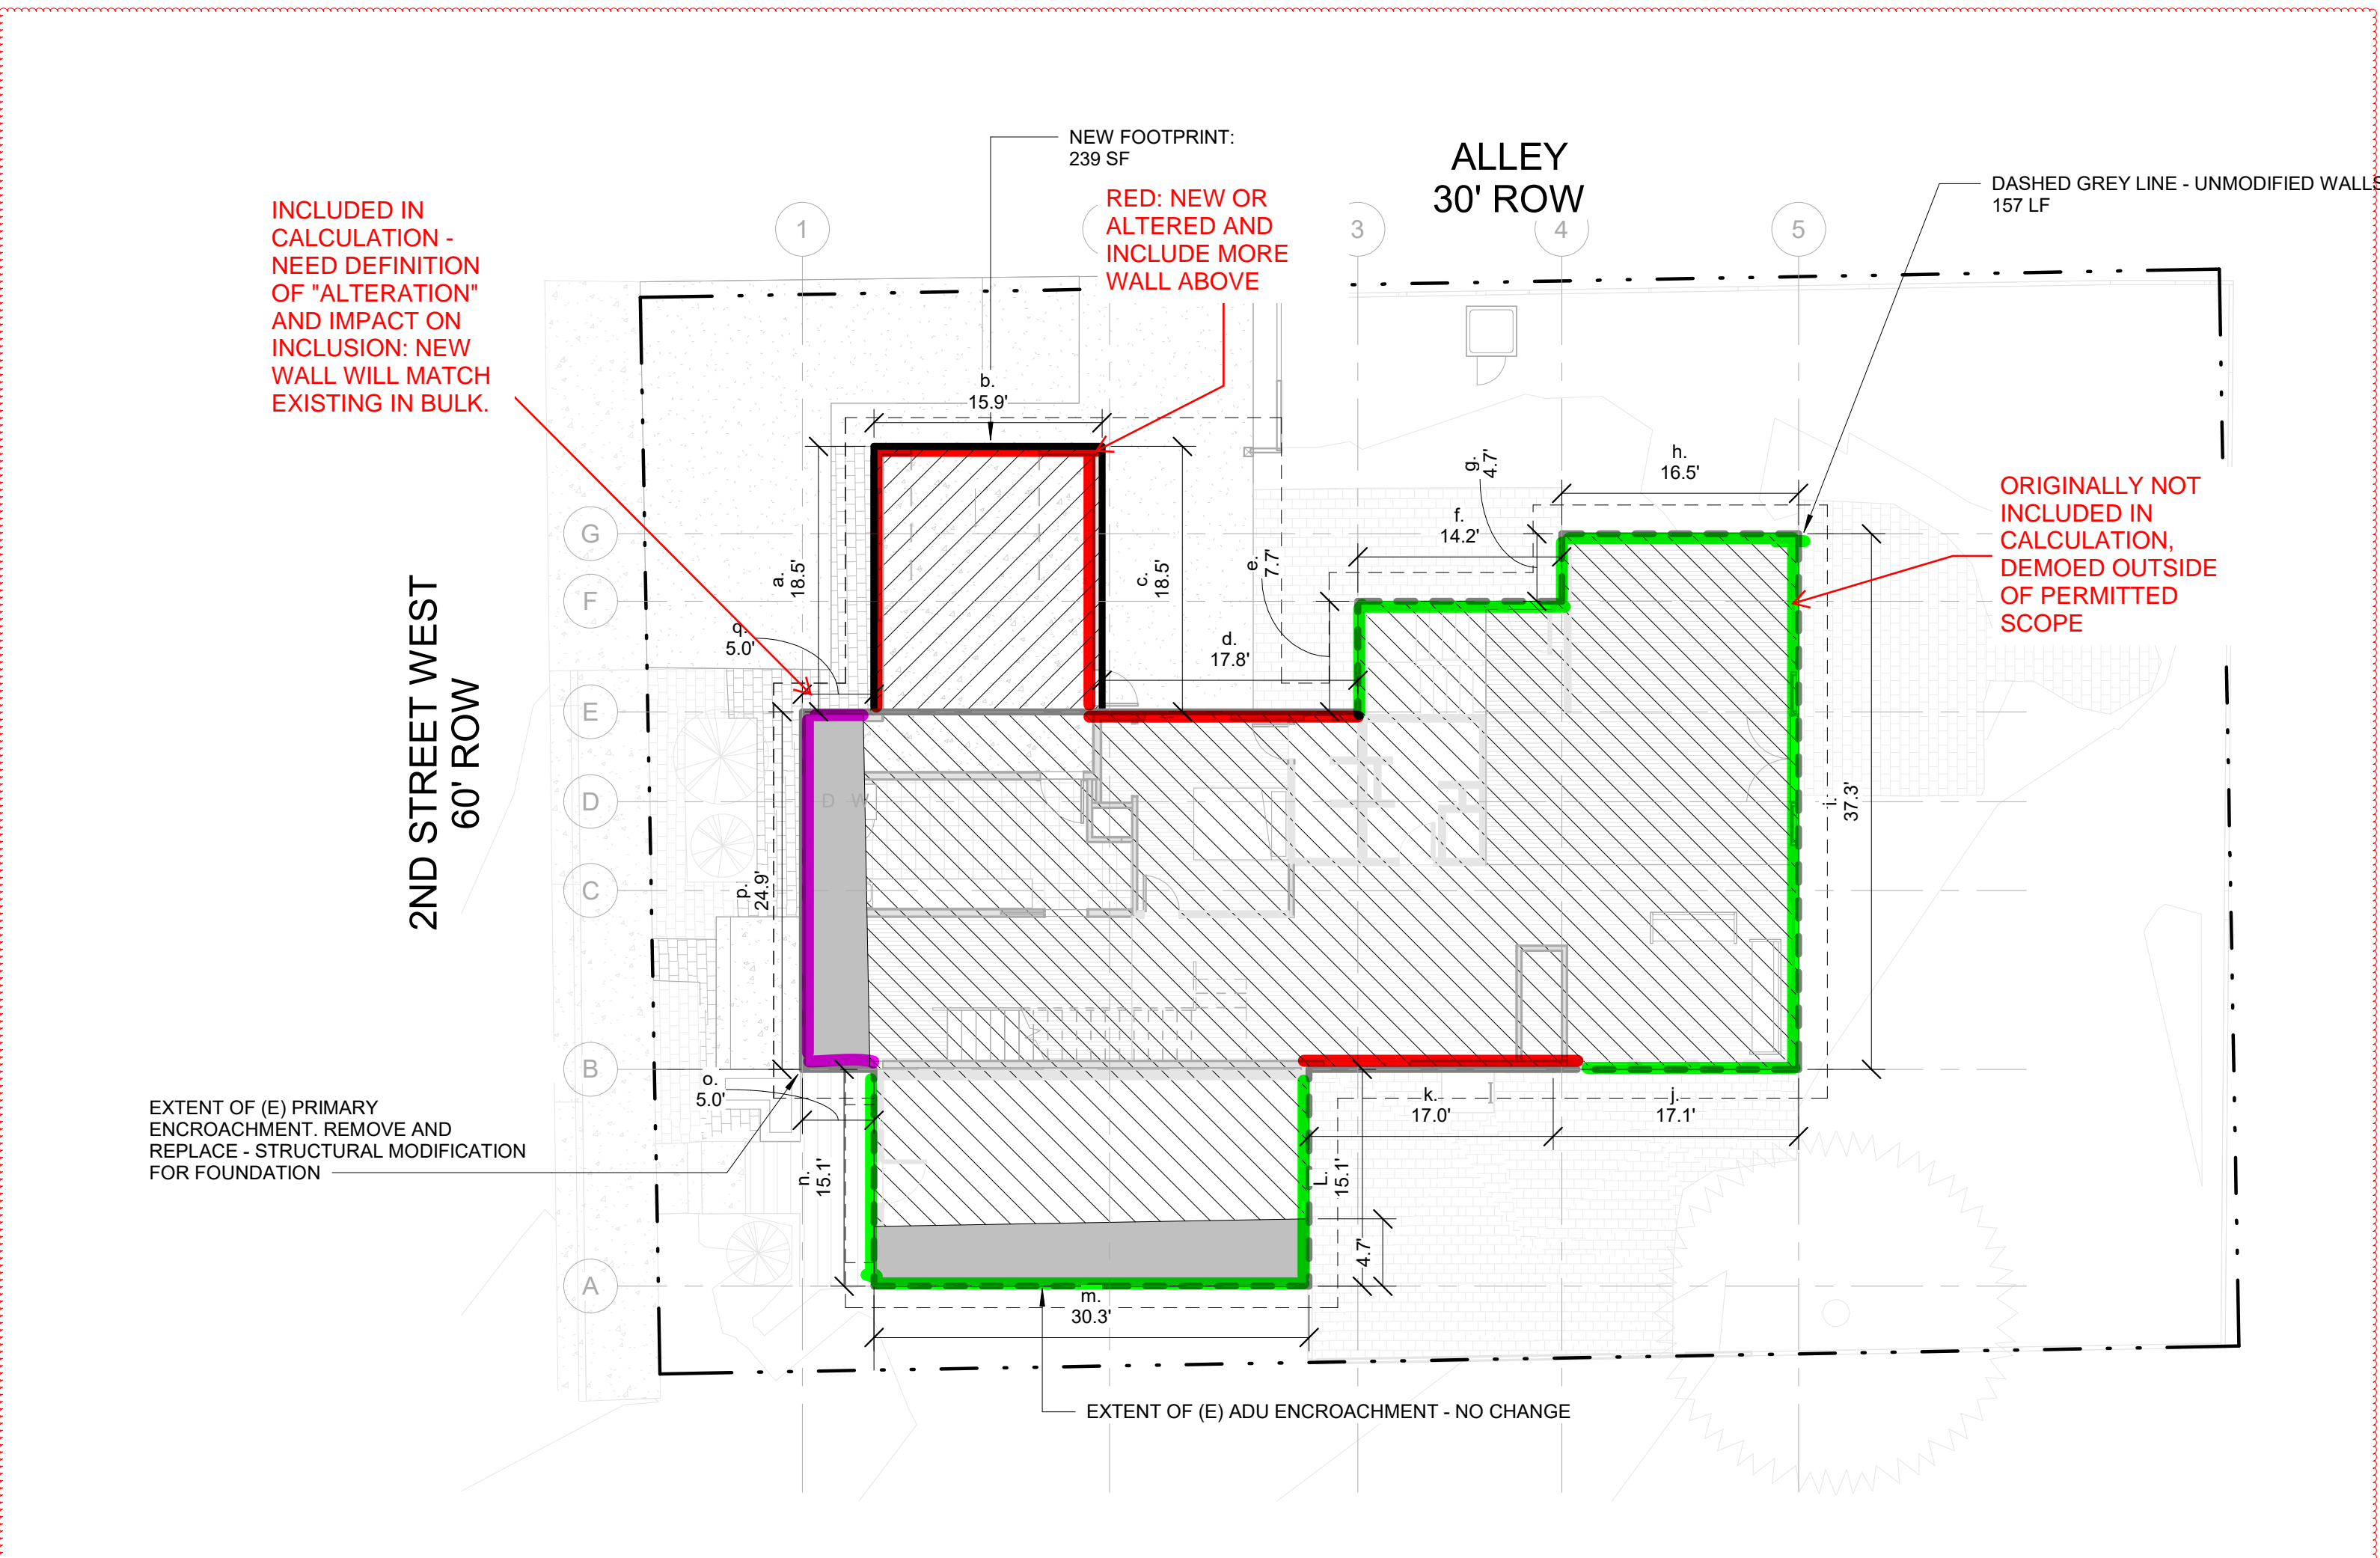 NEW FOOTPRINT:
239 SF
ALLEY
30' ROW
DASHED GREY LINE - UNMODIFIED WALLS
157 LF
INCLUDED IN
CALCULATION -
NEED DEFINITION
OF "ALTERATION"
AND IMPACT ON
INCLUSION: NEW
WALL WILL MATCH
EXISTING IN BULK.
RED: NEW OR
ALTERED AND
INCLUDE MORE
WALL ABOVE
1
3
4
5
b.
15.9'
h.
16.5'
g.
4.7'
f.
14.2'
e.
7.7'
ORIGINALLY NOT
INCLUDED IN
CALCULATION,
DEMOED OUTSIDE
OF PERMITTED
SCOPE
G
F
E
D
C
B
A
a.
18.5'
c.
18.5'
q.
5.0'
d.
17.8'
2ND STREET WEST
60' ROW
D W
i.
37.3'
p.
24.9'
o.
5.0'
k.
17.0'
j.
17.1'
EXTENT OF (E) PRIMARY
ENCROACHMENT. REMOVE AND
REPLACE - STRUCTURAL MODIFICATION
FOR FOUNDATION
n.
15.1'
L.
15.1'
4.7'
m.
30.3'
EXTENT OF (E) ADU ENCROACHMENT - NO CHANGE